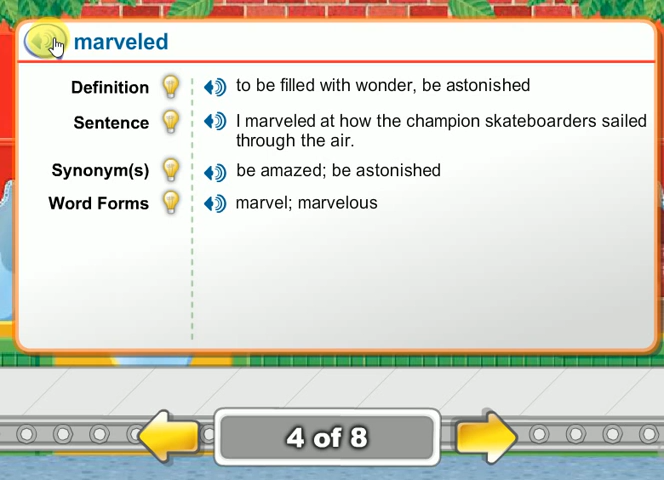 marveled
Definition to be filled with wonder, be astonished
Sentence I marveled at how the champion skateboarders sailed
through the air.
Synonym(s) be amazed; be astonished
Word Forms marvel; marvelous
4 of 8